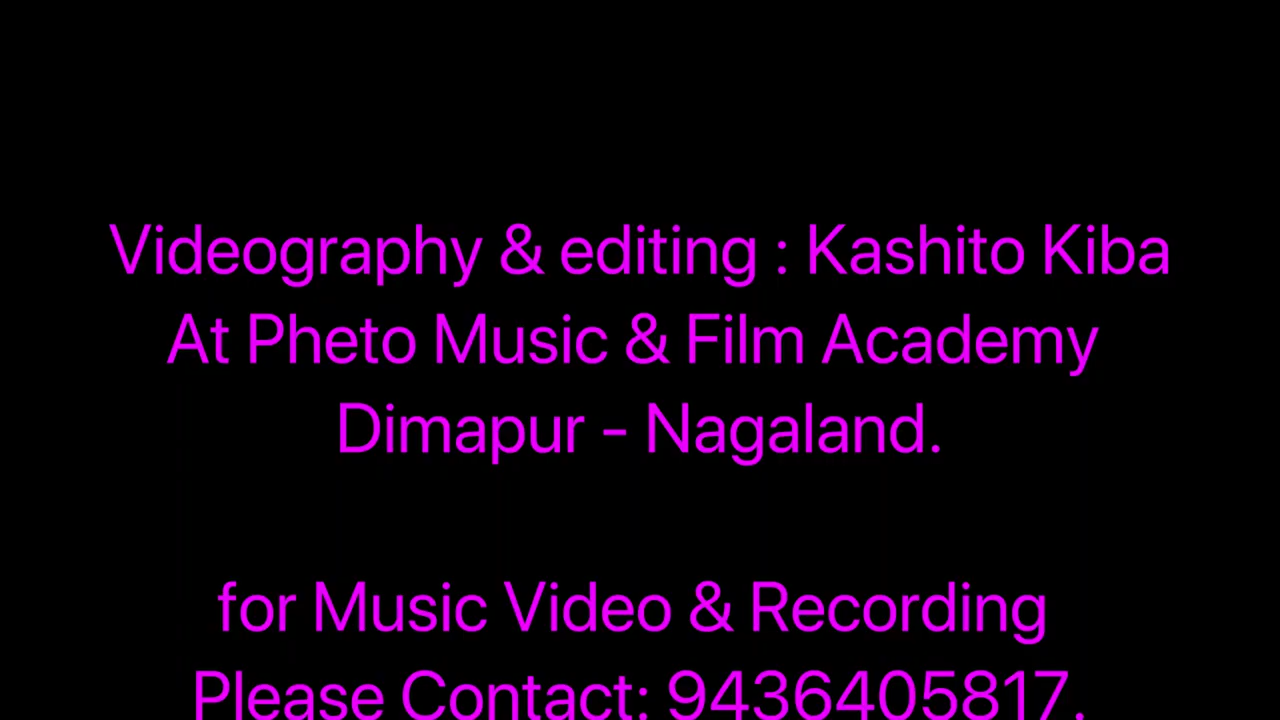 Videography & editing : Kashito Kiba
At Pheto Music & Film Academy
Dimapur - Nagaland.
for Music Video & Recording
Please Contact: 9436405817.